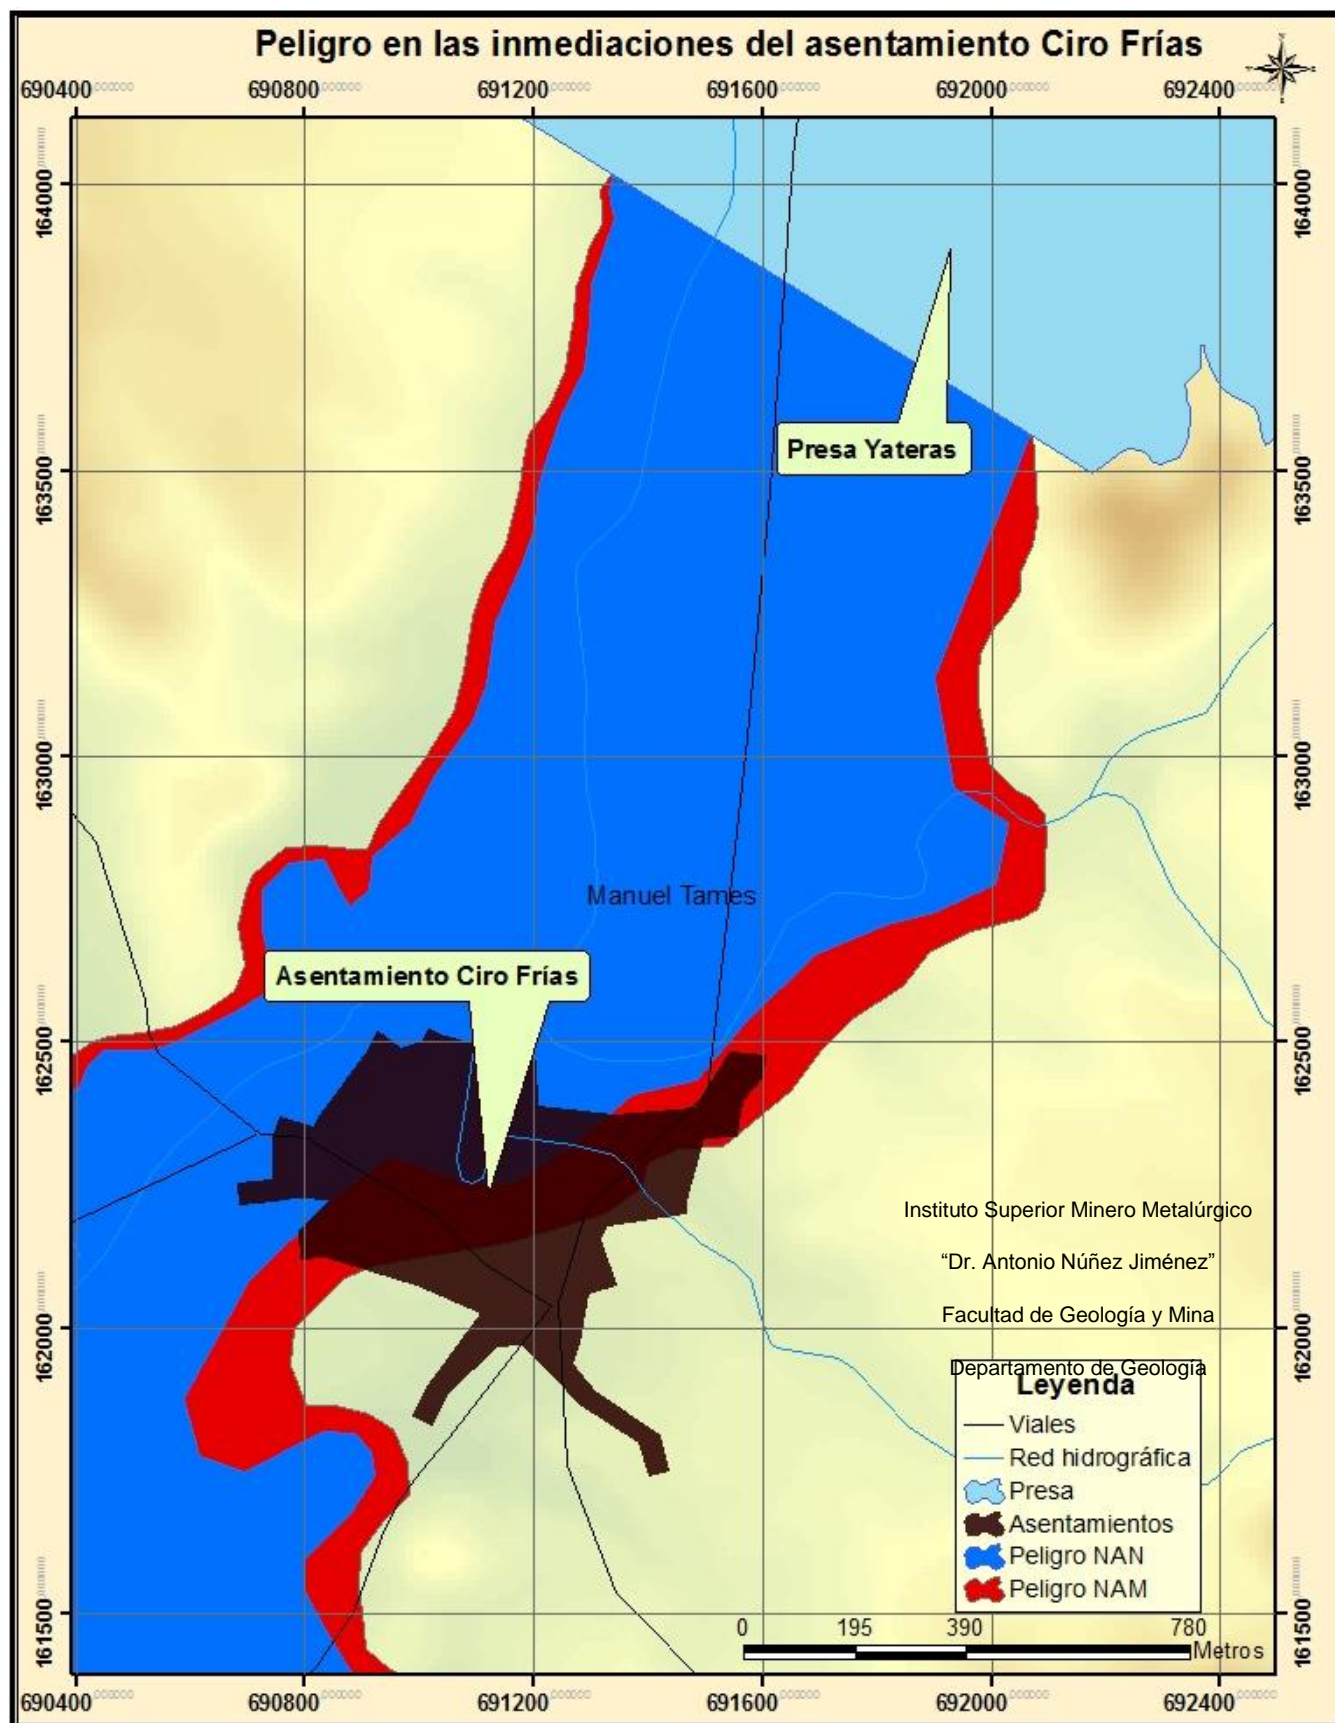 Peligro en las inmediaciones del asentamiento Ciro Frías
690400 690800 691200 691600 692000 692400
164000 164000
Presa Yateras
163500 163500
163000 163000
Manuel Tames
Asentamiento Ciro Frías
162500 162500
Instituto Superior Minero Metalúrgico
“Dr. Antonio Núñez Jiménez”
Facultad de Geología y Mina
162000 162000
Departamento de Geología
Leyenda
Viales
Red hidrográfica
Presa
Asentamientos
Peligro NAN
Peligro NAM
161500 161500
0 195 390 780
Metros
690400 690800 691200 691600 692000 692400